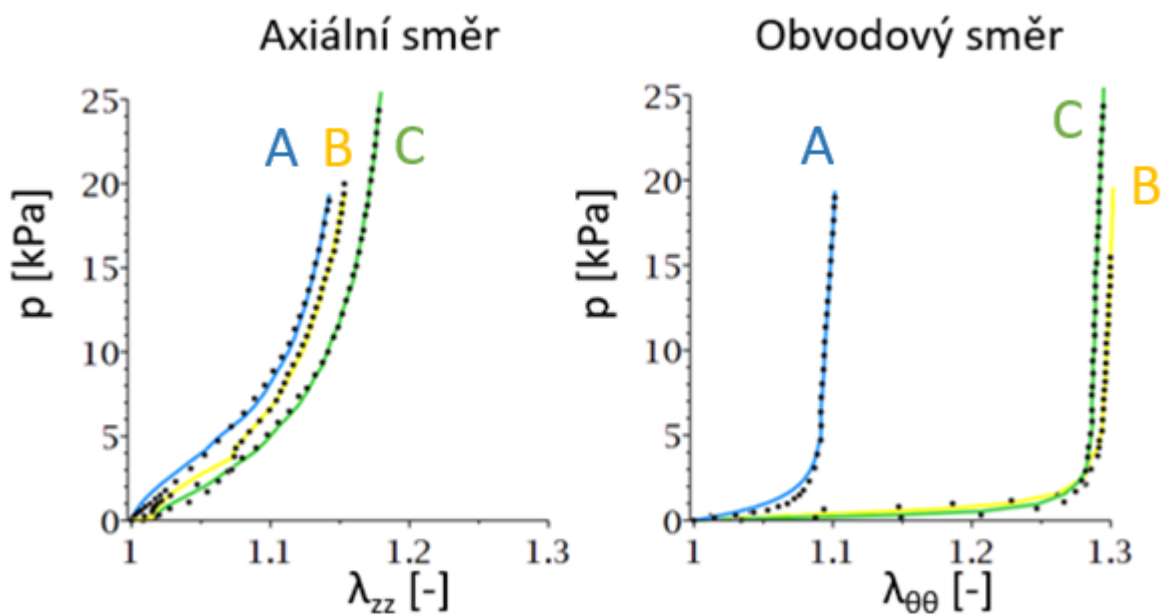 Axiální směr
A B C
p [kPa]
25
20
15
10
5
0
1 1.1 1.2 1.3
λzz [-]
Obvodový směr
C
A
B
p [kPa]
25
20
15
10
5
0
1 1.1 1.2 1.3
λθθ [-]